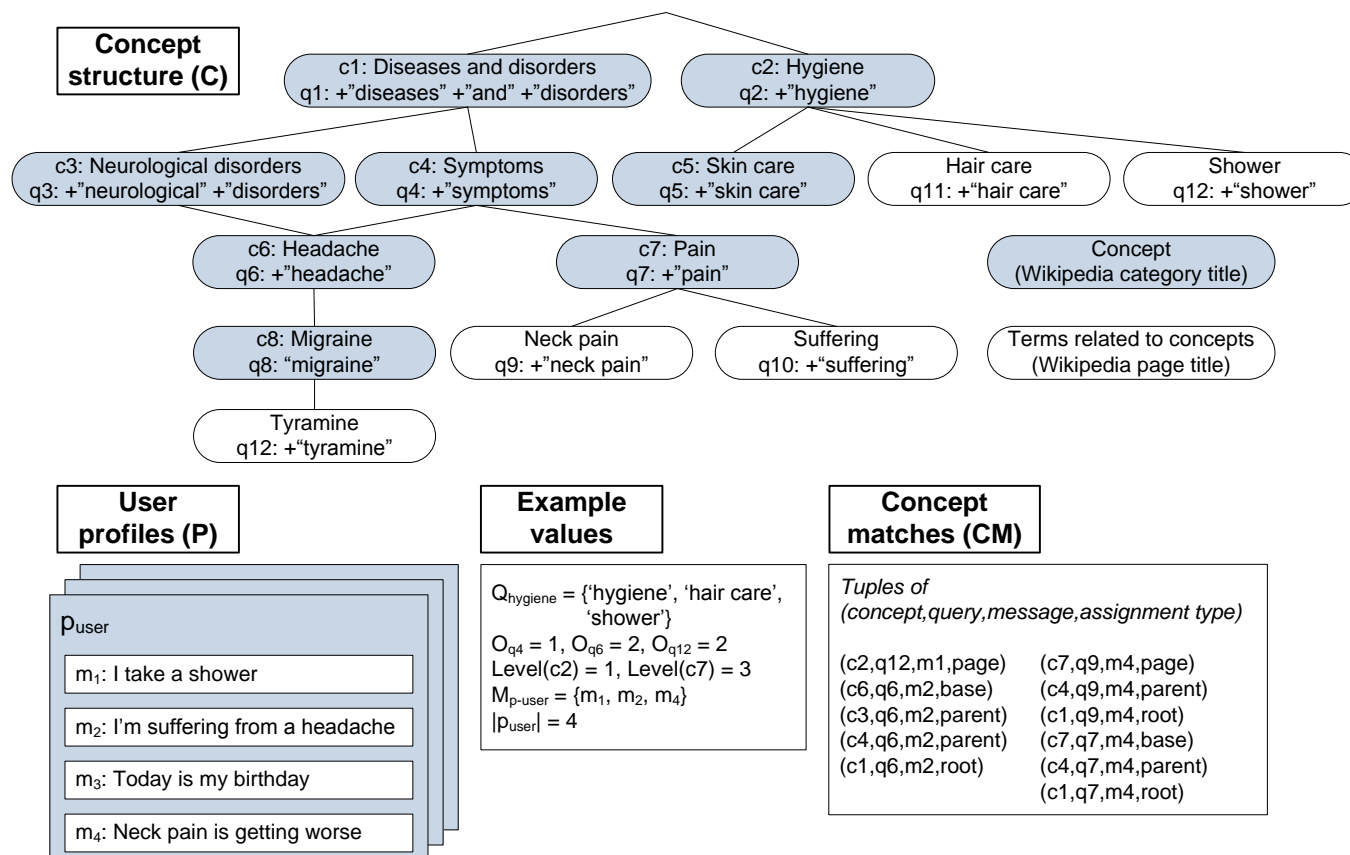 Concept
structure (C)
c1: Diseases and disorders
q1: +”diseases” +”and” +”disorders”
c2: Hygiene
q2: +”hygiene”
c3: Neurological disorders
q3: +”neurological” +”disorders”
c4: Symptoms
q4: +”symptoms”
c5: Skin care
q5: +”skin care”
Hair care
q11: +“hair care”
Shower
q12: +“shower”
c6: Headache
q6: +”headache”
c7: Pain
q7: +”pain”
Concept
(Wikipedia category title)
c8: Migraine
q8: “migraine”
Neck pain
q9: +”neck pain”
Suffering
q10: +“suffering”
Terms related to concepts
(Wikipedia page title)
Tyramine
q12: +“tyramine”
User
profiles (P)
puser
m1: I take a shower
m2: I’m suffering from a headache
m3: Today is my birthday
m4: Neck pain is getting worse
Example
values
Qhygiene = {‘hygiene’, ‘hair care’,
‘shower’}
Oq4 = 1, Oq6 = 2, Oq12 = 2
Level(c2) = 1, Level(c7) = 3
Mp-user = {m1, m2, m4}
|puser| = 4
Concept
matches (CM)
Tuples of
(concept,query,message,assignment type)
(c2,q12,m1,page)
(c6,q6,m2,base)
(c3,q6,m2,parent)
(c4,q6,m2,parent)
(c1,q6,m2,root)
(c7,q9,m4,page)
(c4,q9,m4,parent)
(c1,q9,m4,root)
(c7,q7,m4,base)
(c4,q7,m4,parent)
(c1,q7,m4,root)